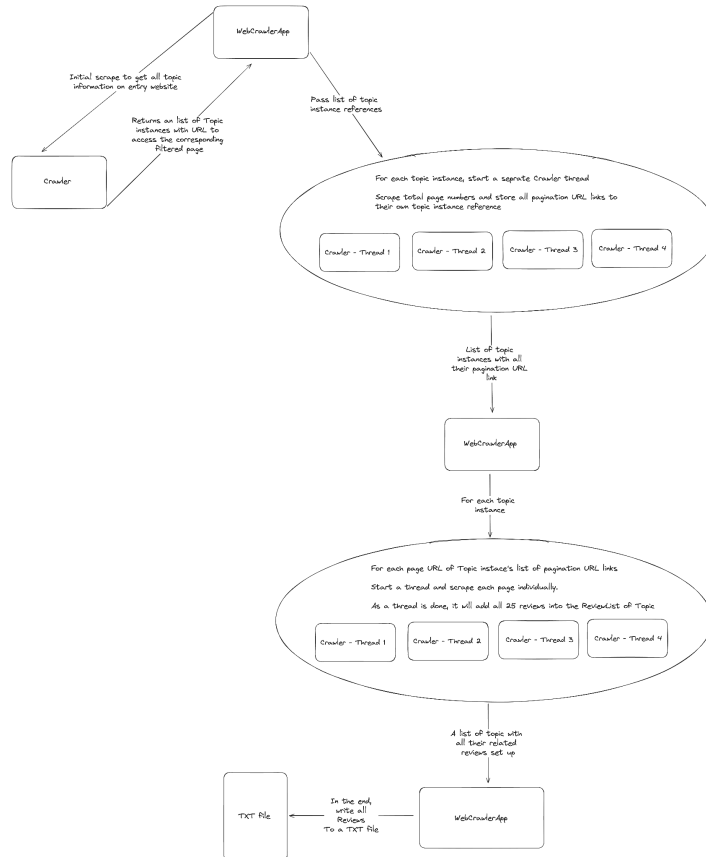 WebCrawlerApp
Initial scrape to get all topic
information on entry website
Returns an list of Topic
instances with URL to
access the corresponding
filtered page
Crawler
Pass list of topic
instance references
For each topic instance, start a seprate Crawler thread
Scrape total page numbers and store all pagination URL links to
their own topic instance reference
Crawler - Thread 1
Crawler - Thread 2
Crawler - Thread 3
Crawler - Thread 4
List of topic
instances with all
their pagination URL
link
WebCrawlerApp
For each topic
instance
For each page URL of Topic instace's list of pagination URL links
Start a thread and scrape each page individually.
As a thread is done, it will add all 25 reviews into the ReviewList of Topic
Crawler - Thread 1
Crawler - Thread 2
Crawler - Thread 3
Crawler - Thread 4
A list of topic with
all their related
reviews set up
WebCrawlerApp
In the end,
write all
Reviews
To a TXT file
TXT file